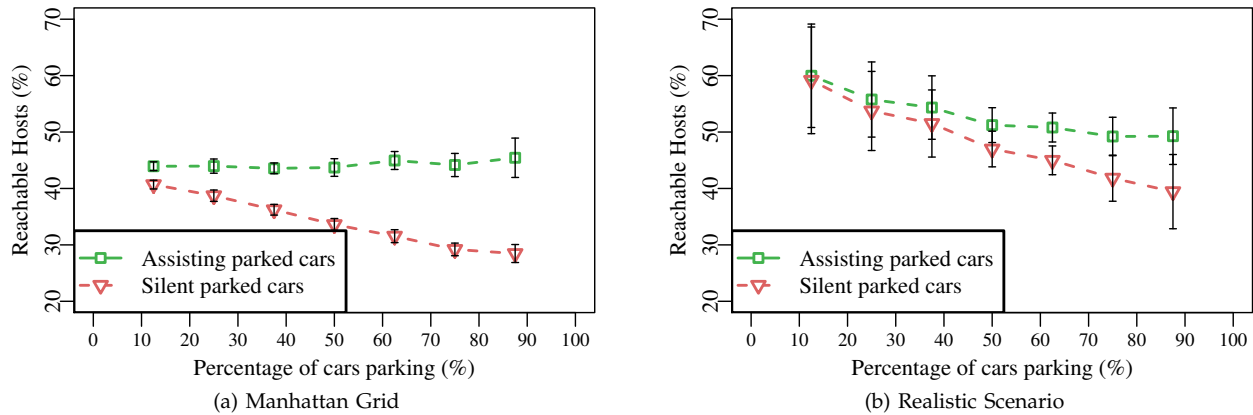 Reachable Hosts (%)
70
60
50
40
30
20
Assisting parked cars
Silent parked cars
0 10 20 30 40 50 60 70 80 90 100
Percentage of cars parking (%)
(a) Manhattan Grid
Reachable Hosts (%)
70
60
50
40
30
20
Assisting parked cars
Silent parked cars
0 10 20 30 40 50 60 70 80 90 100
Percentage of cars parking (%)
(b) Realistic Scenario